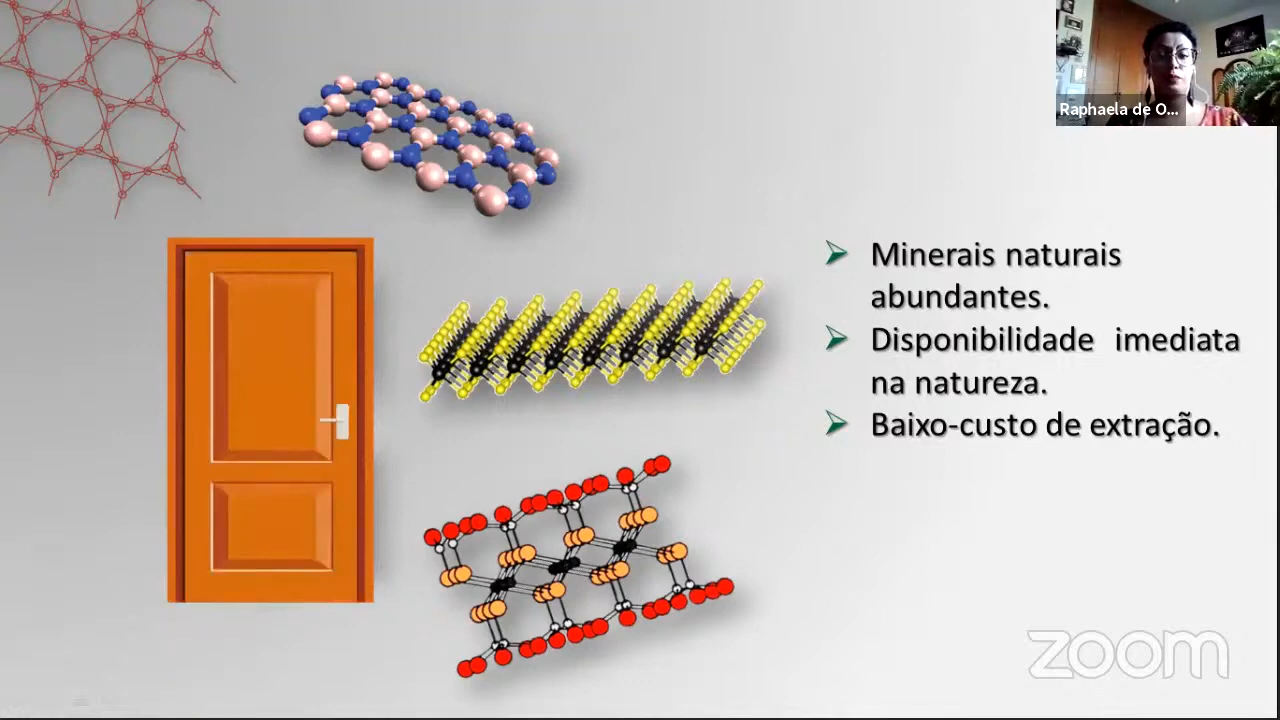 Raphaela de O...
Minerais naturais
abundantes.
Disponibilidade imediata
na natureza.
Baixo-custo de extração.
zoom